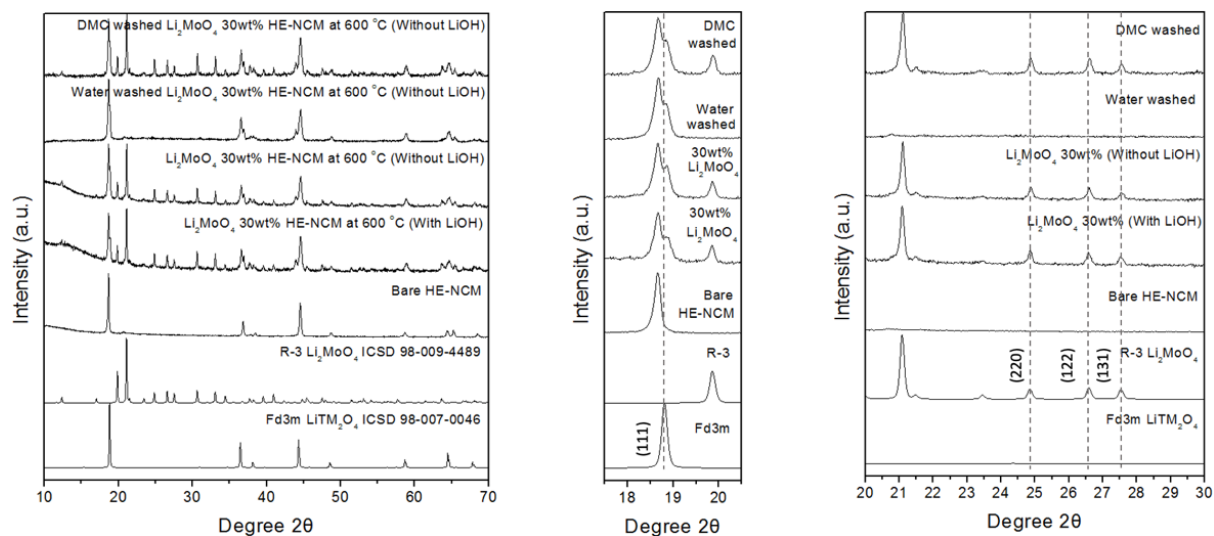 DMC washed Li₂MoO₄ 30wt% HE-NCM at 600 °C (Without LiOH)
Water washed Li₂MoO₄ 30wt% HE-NCM at 600 °C (Without LiOH)
Li₂MoO₄ 30wt% HE-NCM at 600 °C (Without LiOH)
Li₂MoO₄ 30wt% HE-NCM at 600 °C (With LiOH)
Bare HE-NCM
R-3 Li₂MoO₄ ICSD 98-009-4489
Fd3m LiTM₂O₄ ICSD 98-007-0046
Intensity (a.u.)
10 20 30 40 50 60 70
Degree 2θ
DMC
washed
Water
washed
30wt%
Li₂MoO₄
30wt%
Li₂MoO₄
Bare
HE-NCM
R-3
Fd3m
(111)
Intensity (a.u.)
18 19 20
Degree 2θ
DMC washed
Water washed
Li₂MoO₄ 30wt% (Without LiOH)
Li₂MoO₄ 30wt% (With LiOH)
Bare HE-NCM
R-3 Li₂MoO₄
(220) (122) (131)
Fd3m LiTM₂O₄
Intensity (a.u.)
20 21 22 23 24 25 26 27 28 29 30
Degree 2θ